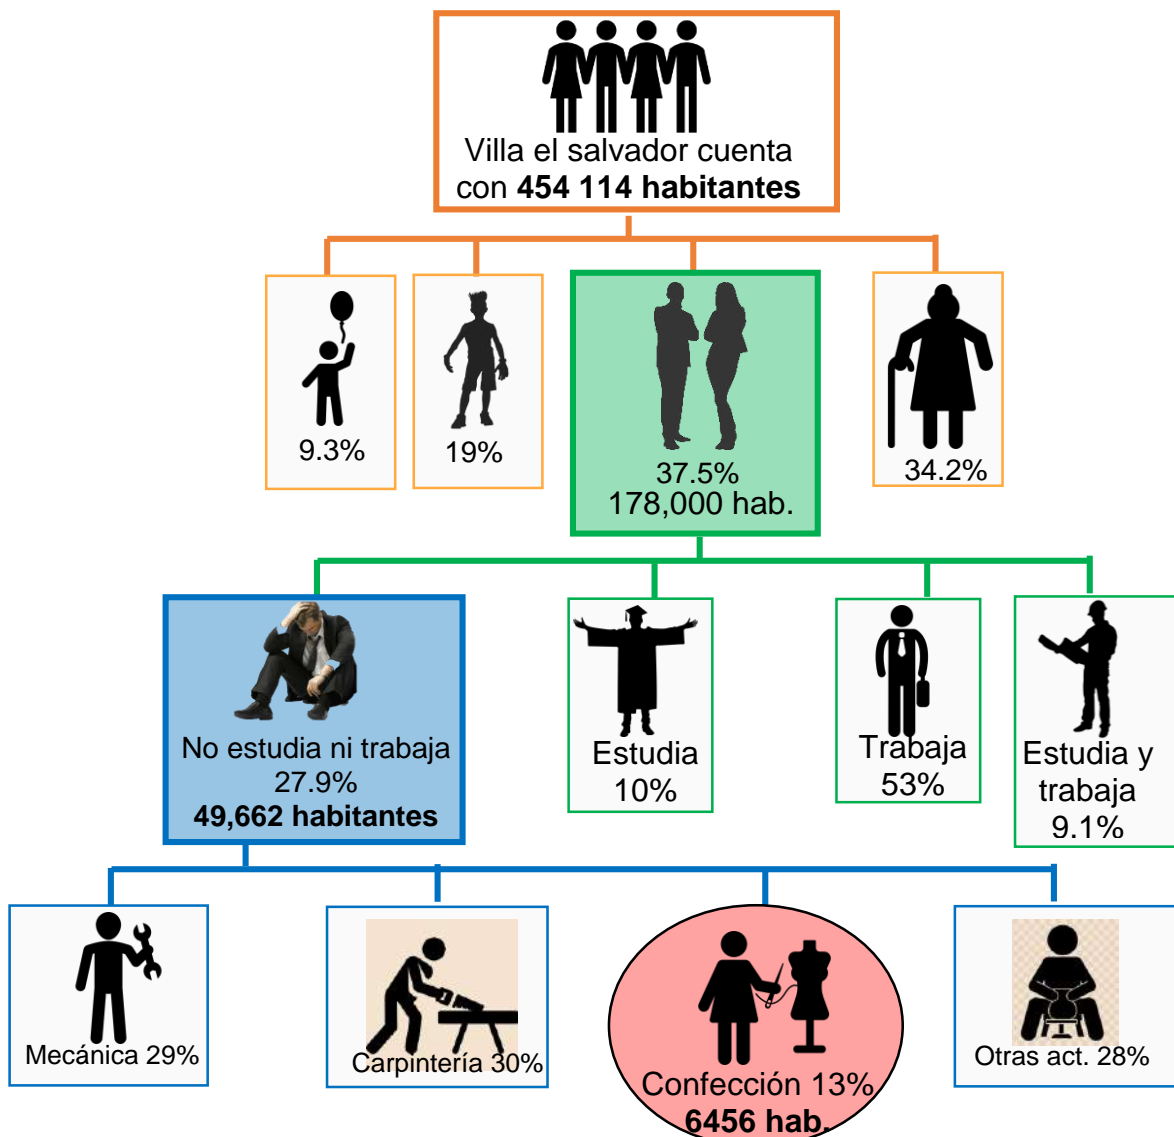 Villa el salvador cuenta
con 454 114 habitantes
9.3%
19%
37.5%
178,000 hab.
34.2%
No estudia ni trabaja
27.9%
49,662 habitantes
Estudia
10%
Trabaja
53%
Estudia y
trabaja
9.1%
Mecánica 29%
Carpintería 30%
Confección 13%
6456 hab.
Otras act. 28%